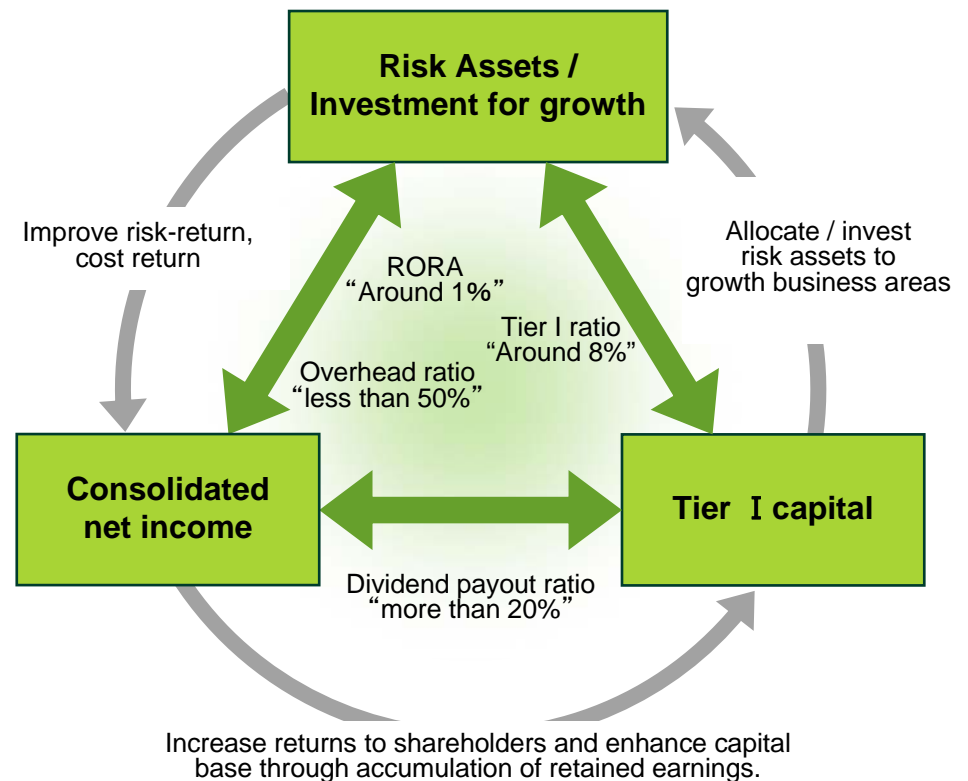 Risk Assets /
Investment for growth
Improve risk-return,
cost return
Allocate / invest
risk assets to
growth business areas
RORA
“Around 1%”
Tier I ratio
“Around 8%”
Overhead ratio
“less than 50%”
Consolidated
net income
Tier Ⅰ capital
Dividend payout ratio
“more than 20%”
Increase returns to shareholders and enhance capital
base through accumulation of retained earnings.